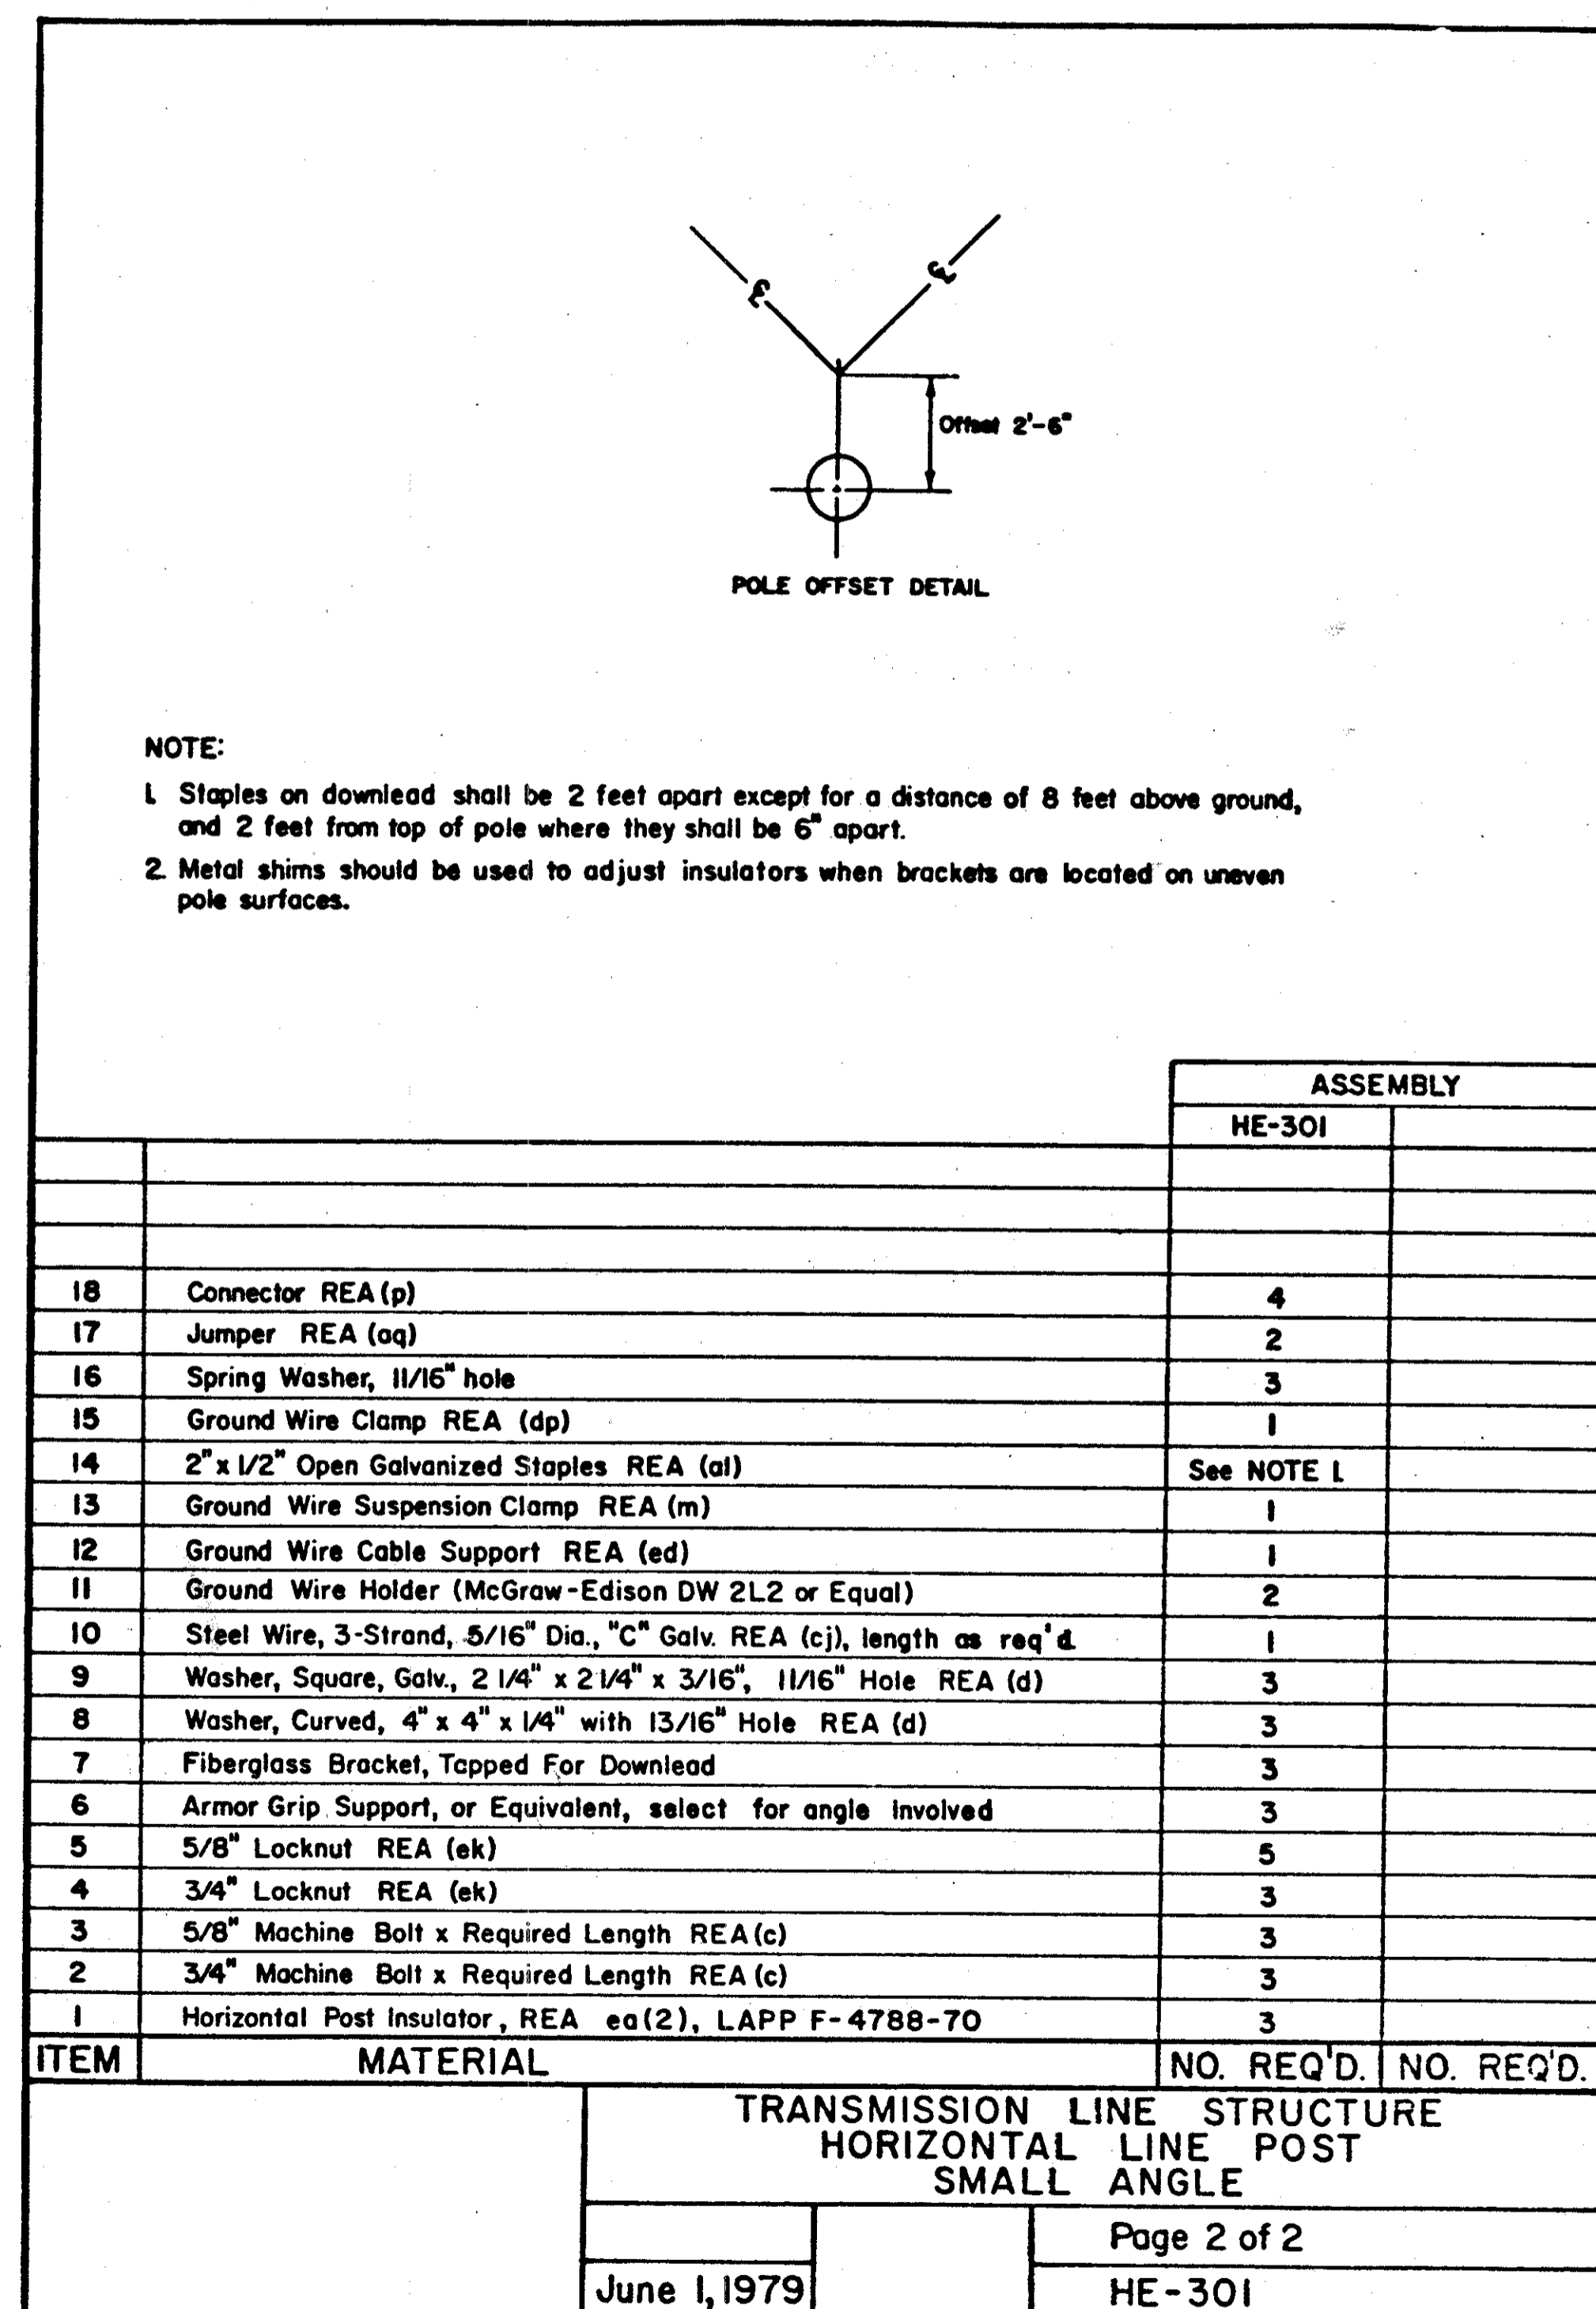 ℄
℄
Offset 2'-6"
POLE OFFSET DETAIL
NOTE:
1. Staples on downlead shall be 2 feet apart except for a distance of 8 feet above ground,
and 2 feet from top of pole where they shall be 6" apart.
2. Metal shims should be used to adjust insulators when brackets are located on uneven
pole surfaces.
ASSEMBLY
HE-301
18 Connector REA (p) 4
17 Jumper REA (aq) 2
16 Spring Washer, 11/16" hole 3
15 Ground Wire Clamp REA (dp) 1
14 2" x 1/2" Open Galvanized Staples REA (al) See NOTE 1.
13 Ground Wire Suspension Clamp REA (m) 1
12 Ground Wire Cable Support REA (ed) 1
11 Ground Wire Holder (McGraw-Edison DW 2L2 or Equal) 2
10 Steel Wire, 3-Strand, 5/16" Dia., "C" Galv. REA (cj), length as req'd. 1
9 Washer, Square, Galv., 2 1/4" x 2 1/4" x 3/16", 11/16" Hole REA (d) 3
8 Washer, Curved, 4" x 4" x 1/4" with 13/16" Hole REA (d) 3
7 Fiberglass Bracket, Tapped For Downlead 3
6 Armor Grip Support, or Equivalent, select for angle involved 3
5 5/8" Locknut REA (ek) 5
4 3/4" Locknut REA (ek) 3
3 5/8" Machine Bolt x Required Length REA (c) 3
2 3/4" Machine Bolt x Required Length REA (c) 3
1 Horizontal Post Insulator, REA ea(2), LAPP F-4788-70 3
ITEM MATERIAL NO. REQ'D. NO. REQ'D.
TRANSMISSION LINE STRUCTURE
HORIZONTAL LINE POST
SMALL ANGLE
Page 2 of 2
June 1, 1979 HE-301